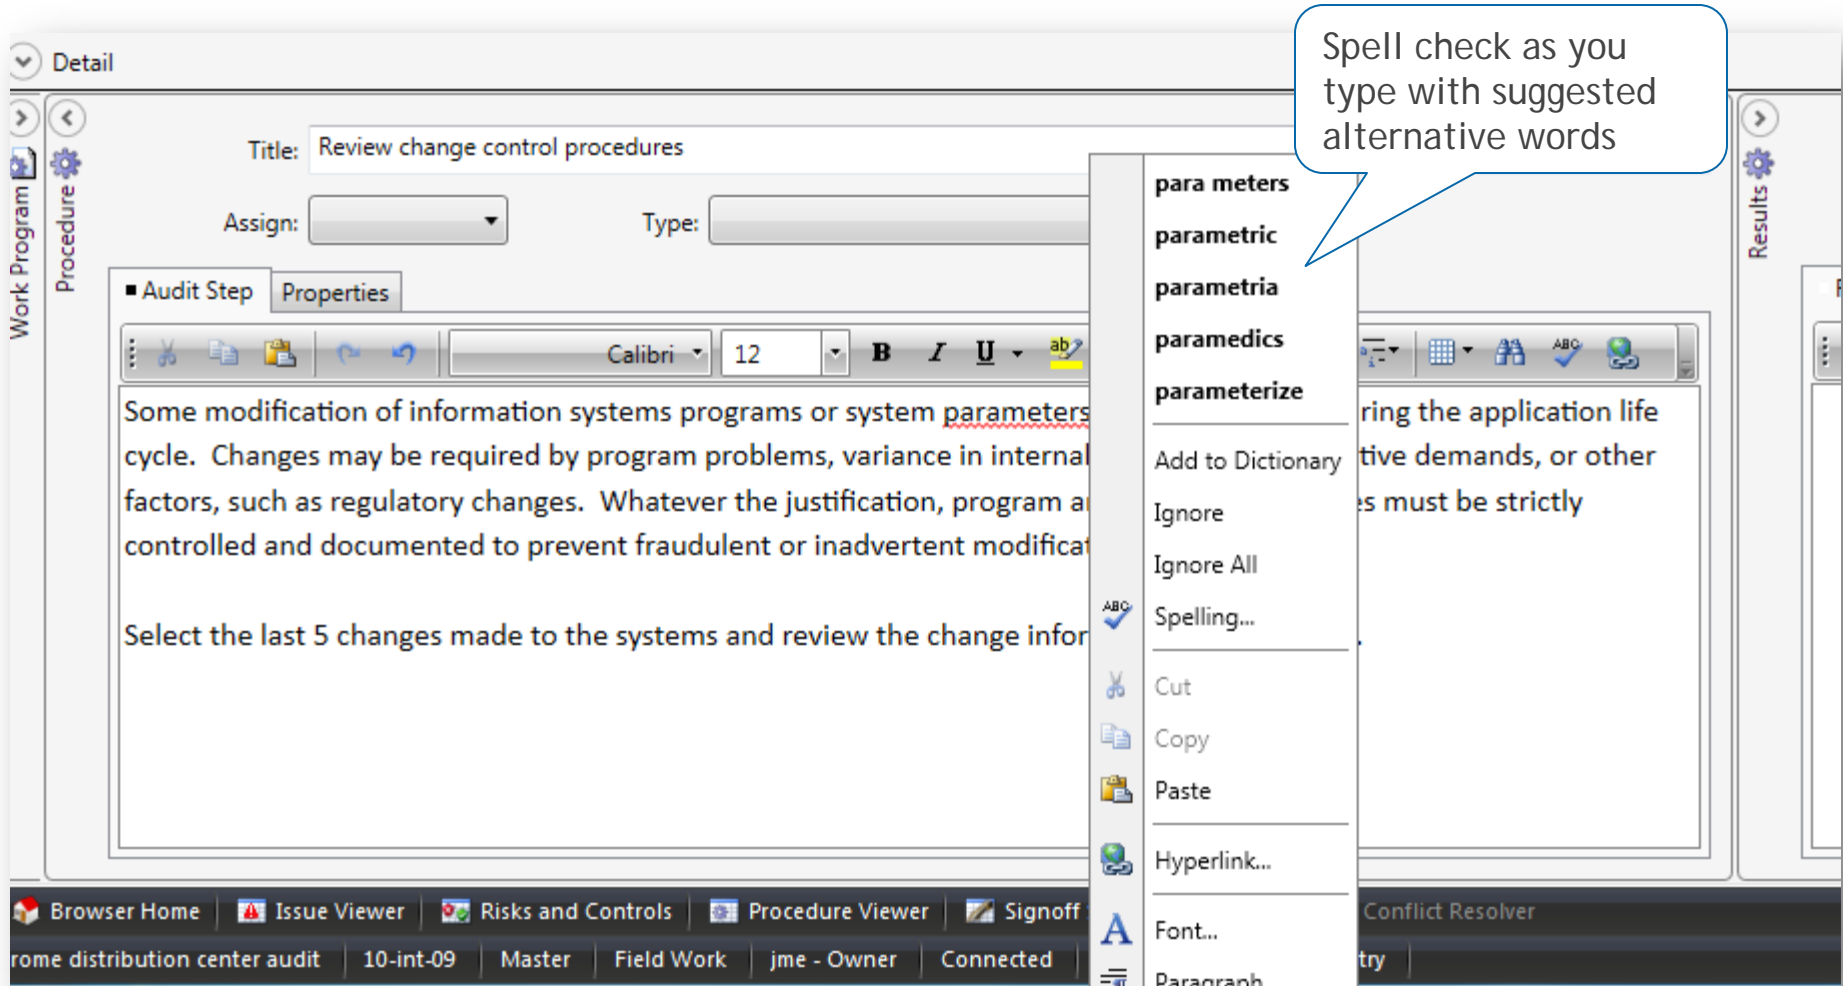 Spell check as you
type with suggested
alternative words
Detail
Work Program
Procedure
Results
Title: Review change control procedures
Assign:
Type:
Audit Step
Properties
Calibri
12
B I U ab
ABC
Some modification of information systems programs or system parameters ring the application life
cycle. Changes may be required by program problems, variance in internal tive demands, or other
factors, such as regulatory changes. Whatever the justification, program a es must be strictly
controlled and documented to prevent fraudulent or inadvertent modificat
Select the last 5 changes made to the systems and review the change infor .
para meters
parametric
parametria
paramedics
parameterize
Add to Dictionary
Ignore
Ignore All
ABC Spelling...
Cut
Copy
Paste
Hyperlink...
A Font...
Paragraph
Browser Home
Issue Viewer
Risks and Controls
Procedure Viewer
Signoff
Conflict Resolver
rome distribution center audit
10-int-09
Master
Field Work
jme - Owner
Connected
try